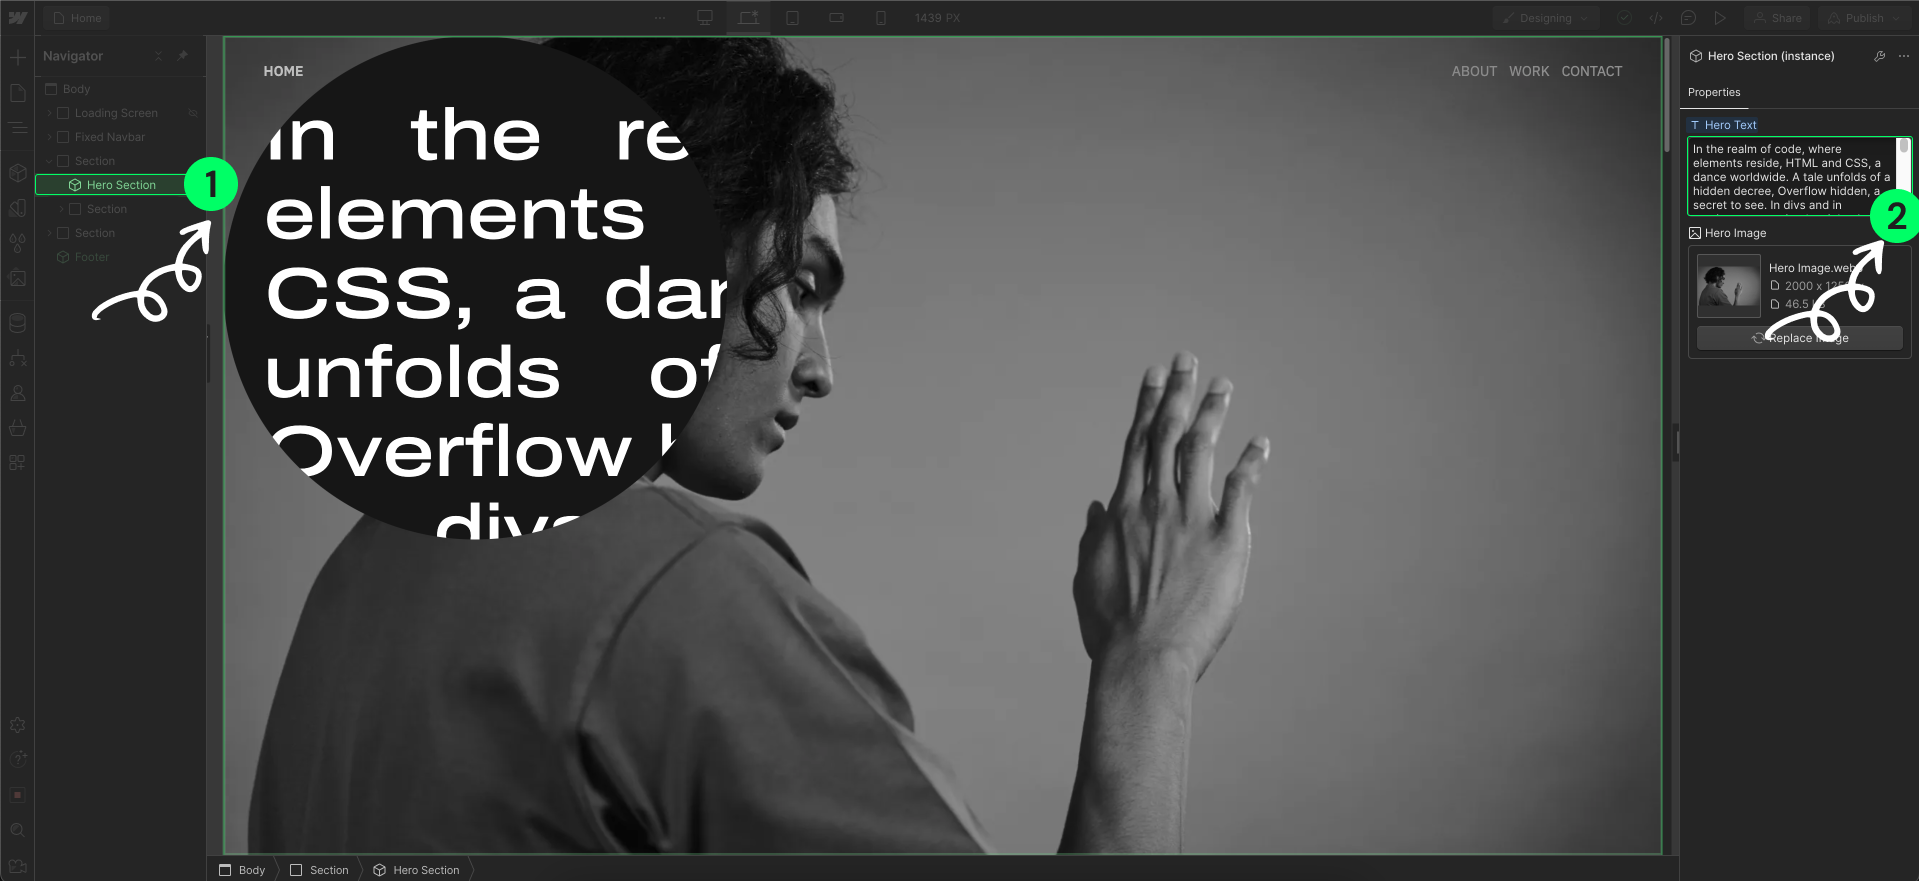 Home
1439 PX
Designing
Share
Publish
Navigator
Body
Loading Screen
Fixed Navbar
Section
Hero Section
Section
Section
Footer
1
HOME
ABOUT WORK CONTACT
In the re
elements
CSS, a dar
unfolds of
Overflow h
divs
Hero Section (instance)
Properties
Hero Text
In the realm of code, where
elements reside, HTML and CSS, a
dance worldwide. A tale unfolds of a
hidden decree, Overflow hidden, a
secret to see. In divs and in
2
Hero Image
Hero Image.webp
2000 x
46.5
Replace Image
Body
Section
Hero Section